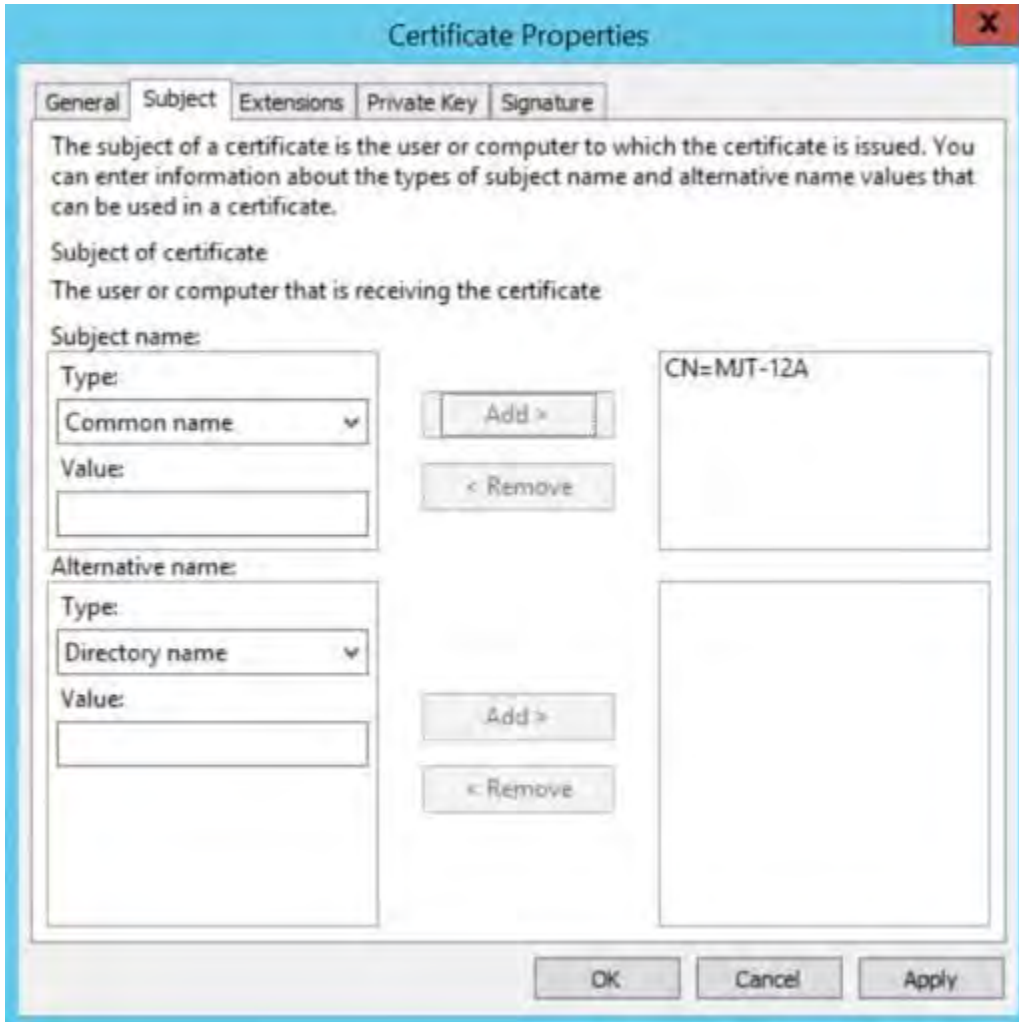 Certificate Properties
X
General Subject Extensions Private Key Signature
The subject of a certificate is the user or computer to which the certificate is issued. You
can enter information about the types of subject name and alternative name values that
can be used in a certificate.
Subject of certificate
The user or computer that is receiving the certificate
Subject name:
Type:
Common name
Value:
Add >
< Remove
CN=MJT-12A
Alternative name:
Type:
Directory name
Value:
Add >
< Remove
OK Cancel Apply